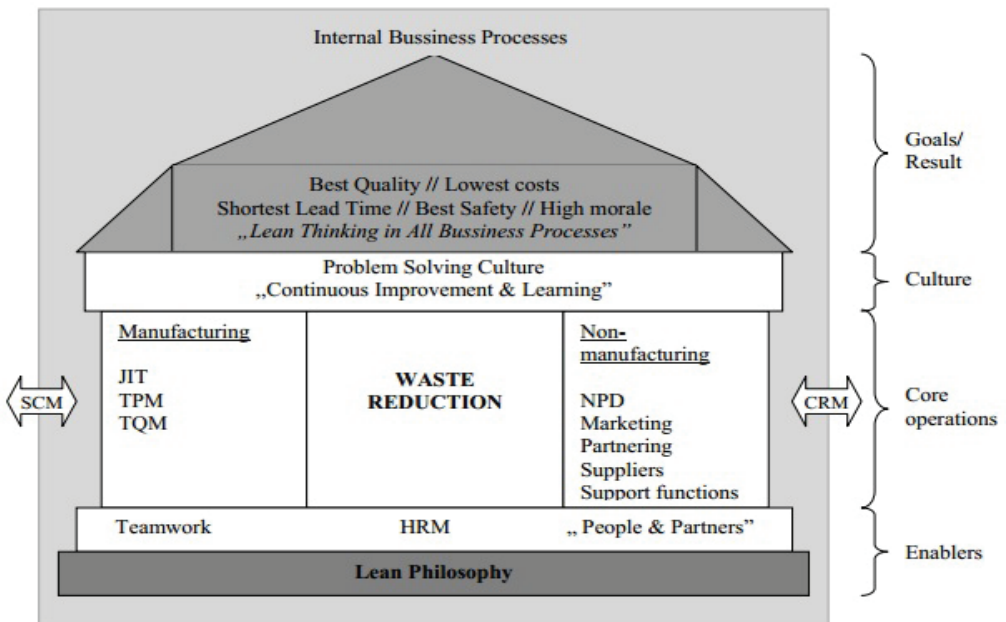 Internal Bussiness Processes
Goals/
Result
Best Quality // Lowest costs
Shortest Lead Time // Best Safety // High morale
„Lean Thinking in All Bussiness Processes”
Problem Solving Culture
„Continuous Improvement & Learning”
Culture
Manufacturing
JIT
TPM
TQM
WASTE
REDUCTION
Non-
manufacturing
NPD
Marketing
Partnering
Suppliers
Support functions
SCM
CRM
Core
operations
Teamwork HRM „ People & Partners”
Enablers
Lean Philosophy